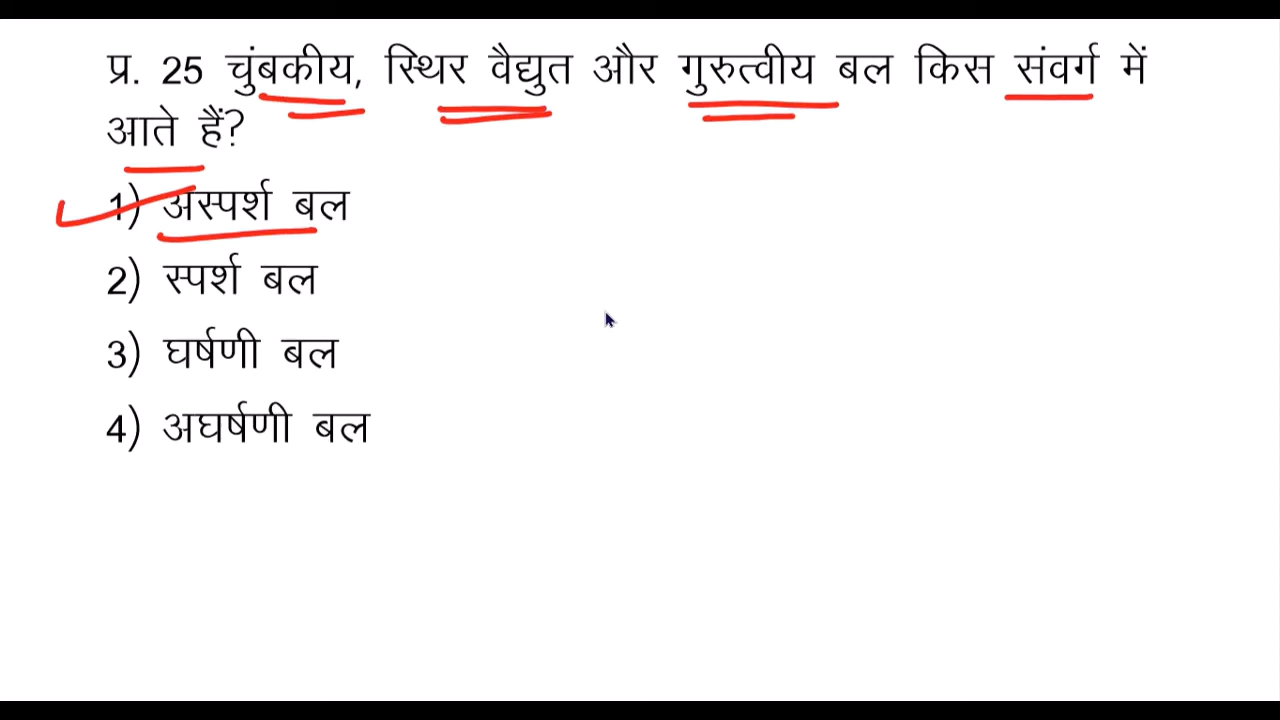 प्र. 25 चुंबकीय, स्थिर वैद्युत और गुरुत्वीय बल किस संवर्ग में
आते हैं?
1) अस्पर्श बल
2) स्पर्श बल
3) घर्षणी बल
4) अघर्षणी बल